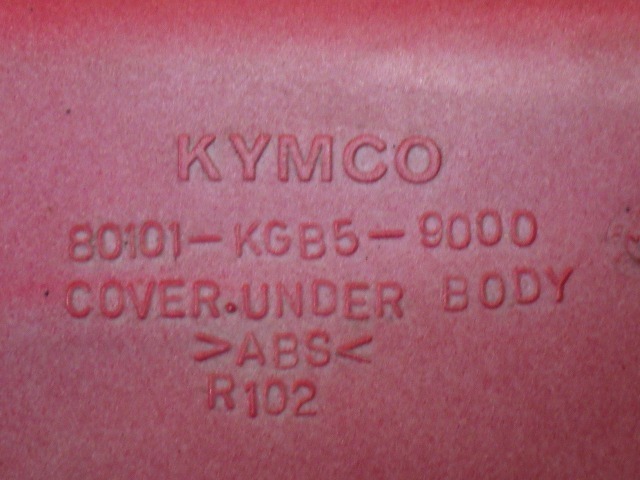 KYMCO
80101-KGB5-9000
COVER.UNDER BODY
>ABS<
R102